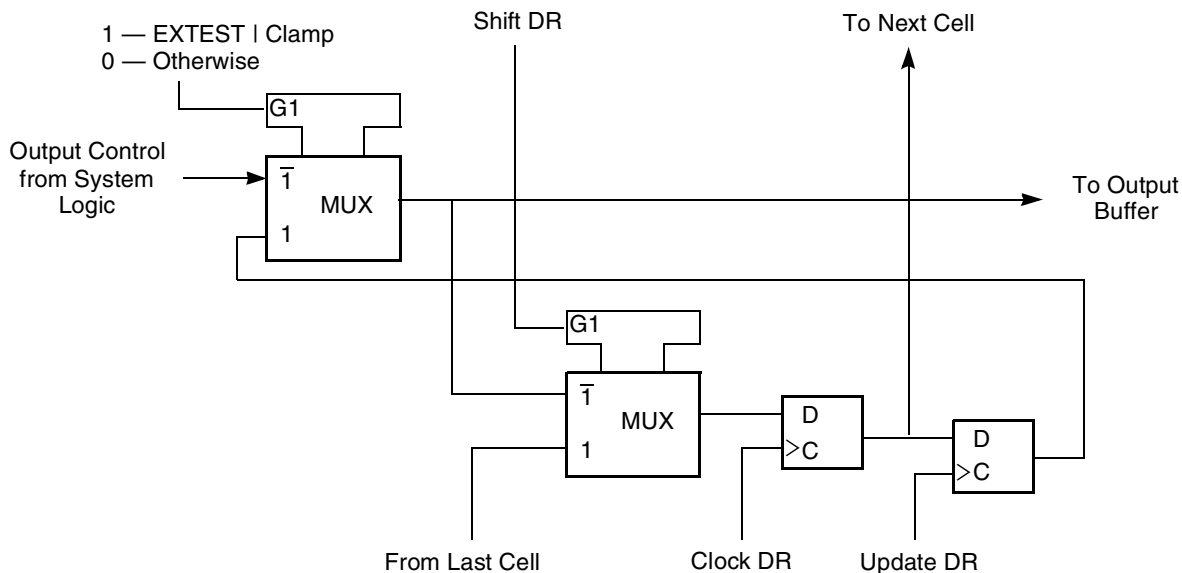 1 — EXTEST | Clamp
0 — Otherwise
Shift DR
To Next Cell
G1
Output Control
from System
Logic
1
MUX
1
To Output
Buffer
G1
1
MUX
1
D
C
D
C
From Last Cell
Clock DR
Update DR